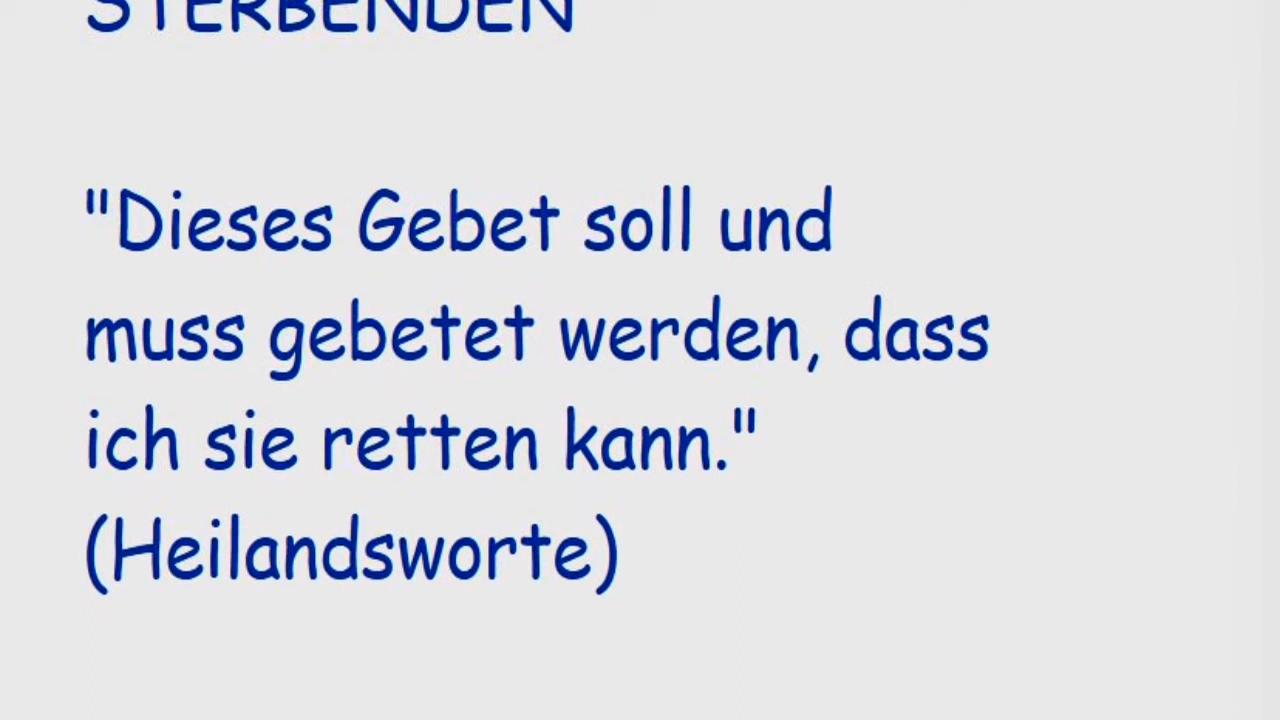 STERBENDEN
"Dieses Gebet soll und
muss gebetet werden, dass
ich sie retten kann."
(Heilandsworte)